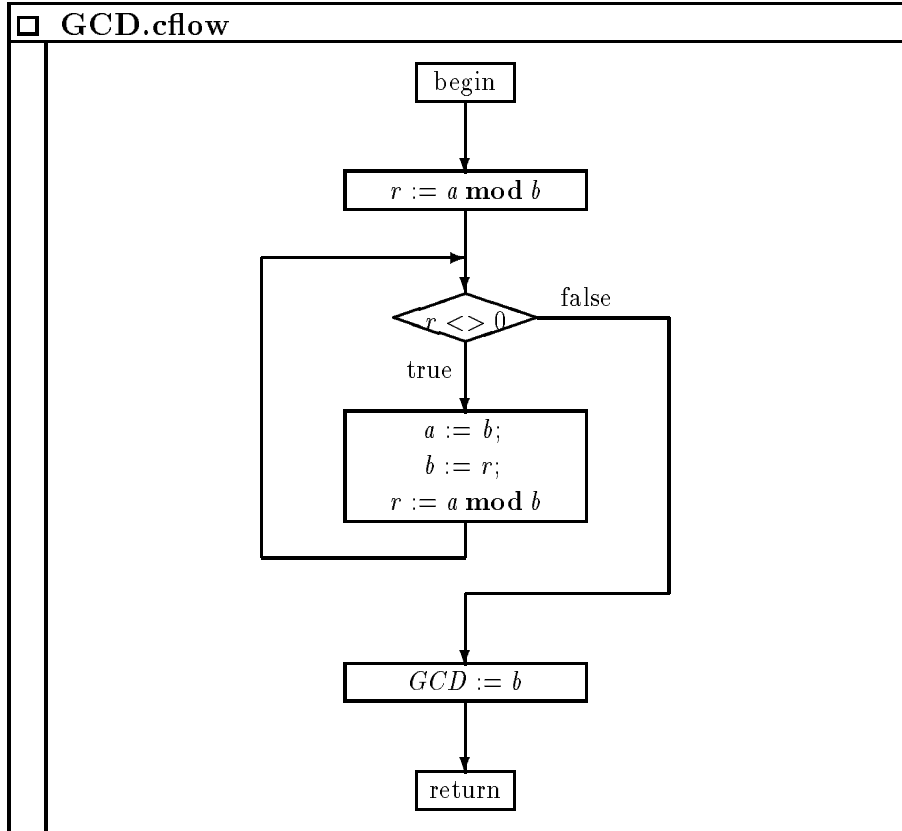 GCD.cflow
begin
r := a mod b
r <> 0
false
true
a := b;
b := r;
r := a mod b
GCD := b
return